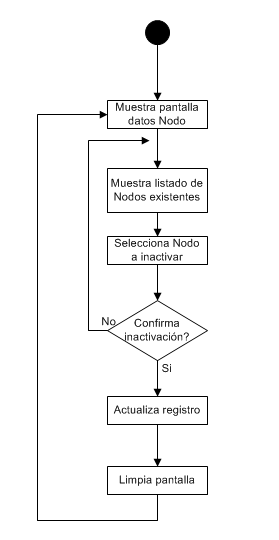 Muestra pantalla
datos Nodo
Muestra listado de
Nodos existentes
Selecciona Nodo
a inactivar
Confirma
inactivación?
No
Si
Actualiza registro
Limpia pantalla